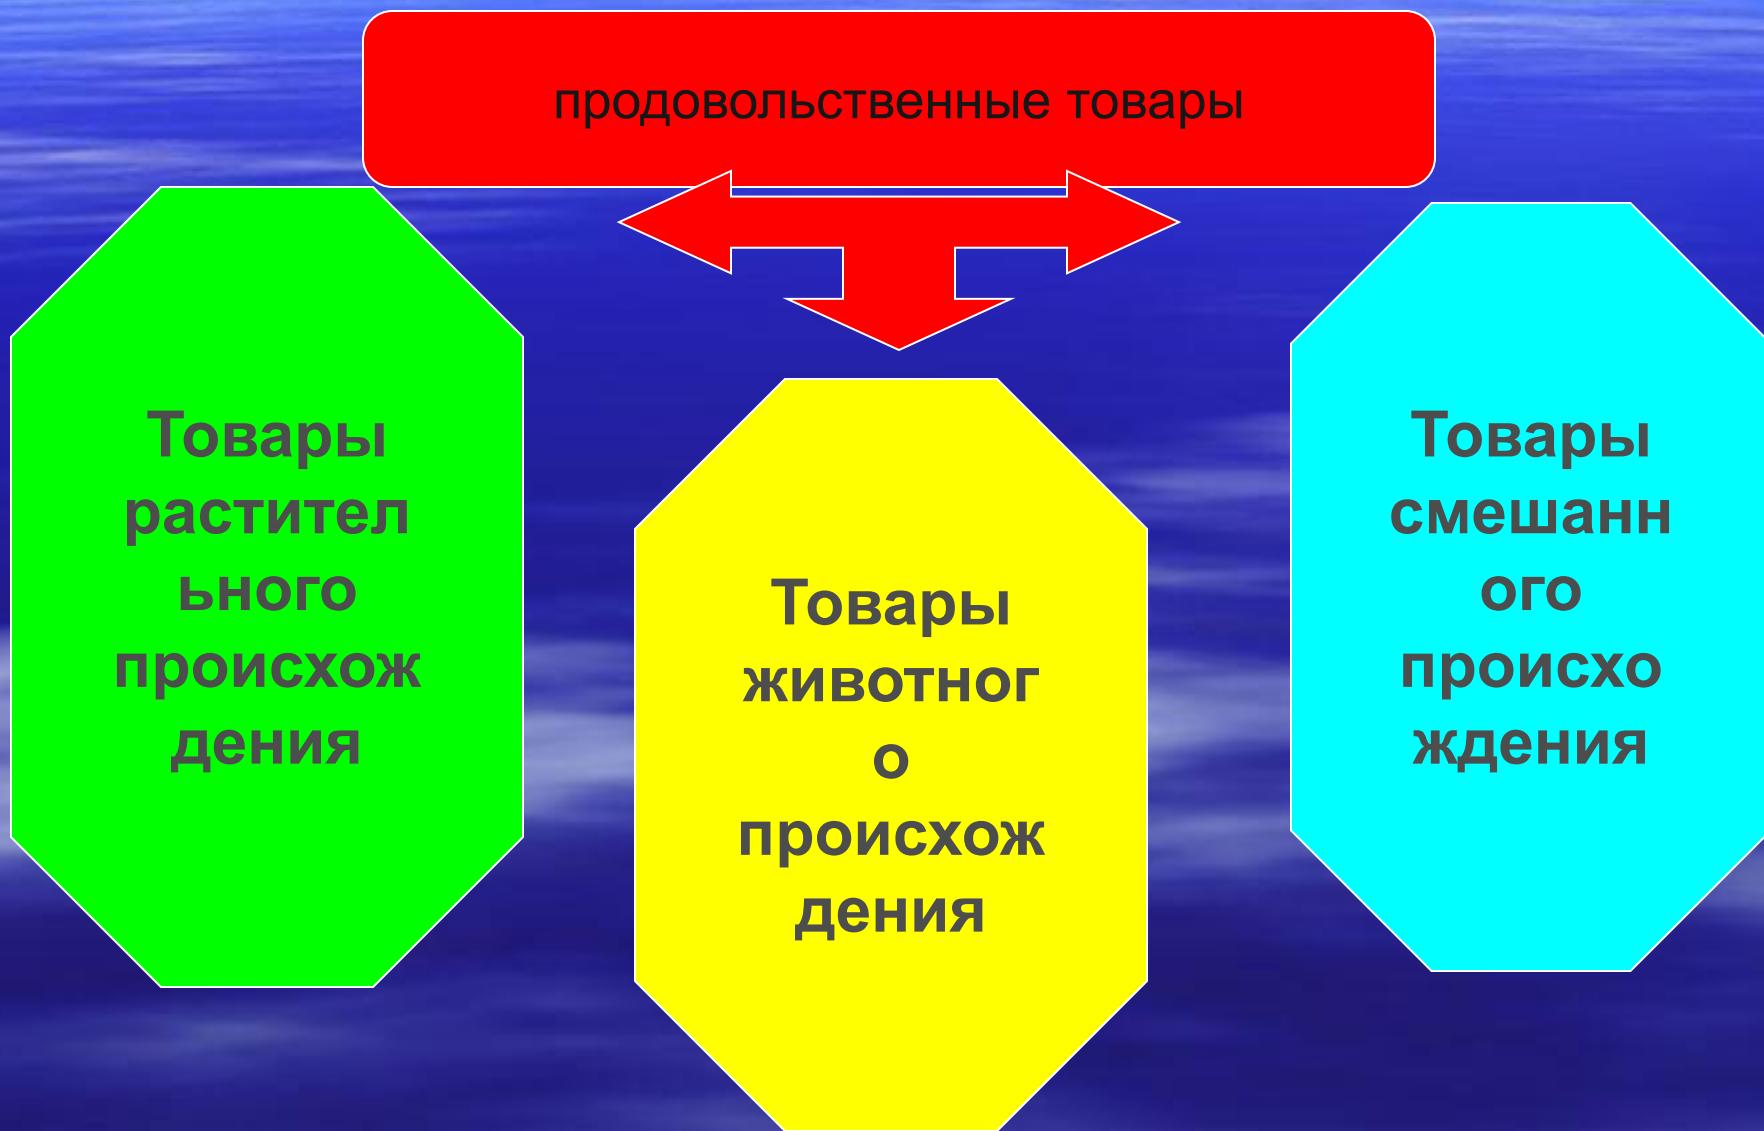 продовольственные товары
Товары
растител
ьного
происхож
дения
Товары
животног
о
происхож
дения
Товары
смешанн
ого
происхо
ждения